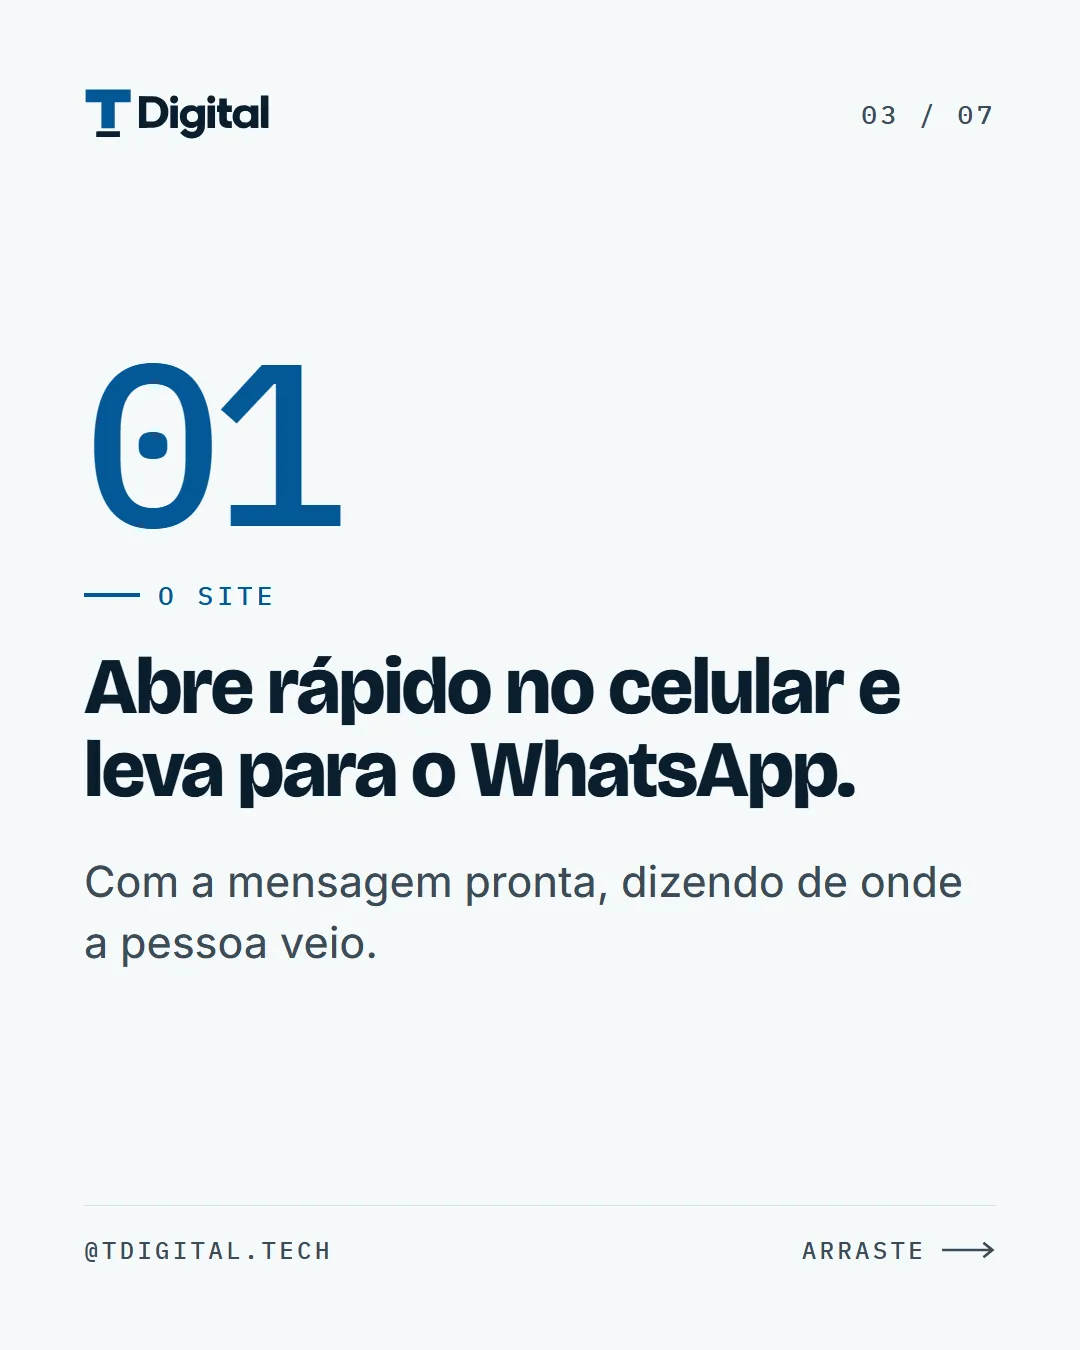 TDigital
03 / 07
01
O SITE
Abre rápido no celular e
leva para o WhatsApp.
Com a mensagem pronta, dizendo de onde
a pessoa veio.
@TDIGITAL.TECH
ARRASTE →